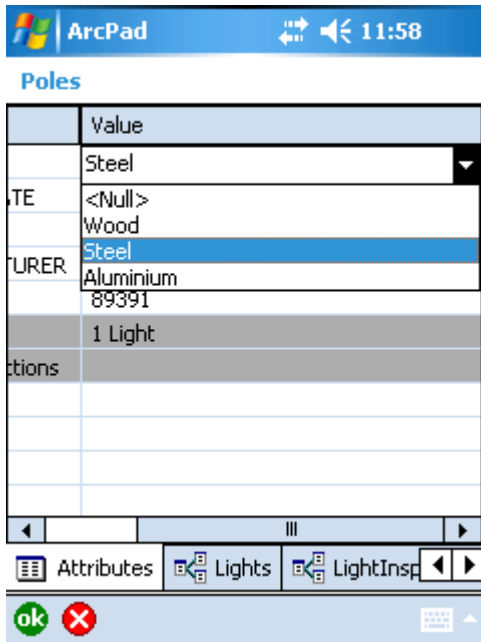 ArcPad 11:58
Poles
Value
Steel
TE
<Null>
Wood
Steel
TURER
Aluminium
89391
1 Light
ctions
Attributes Lights LightInsp
ok